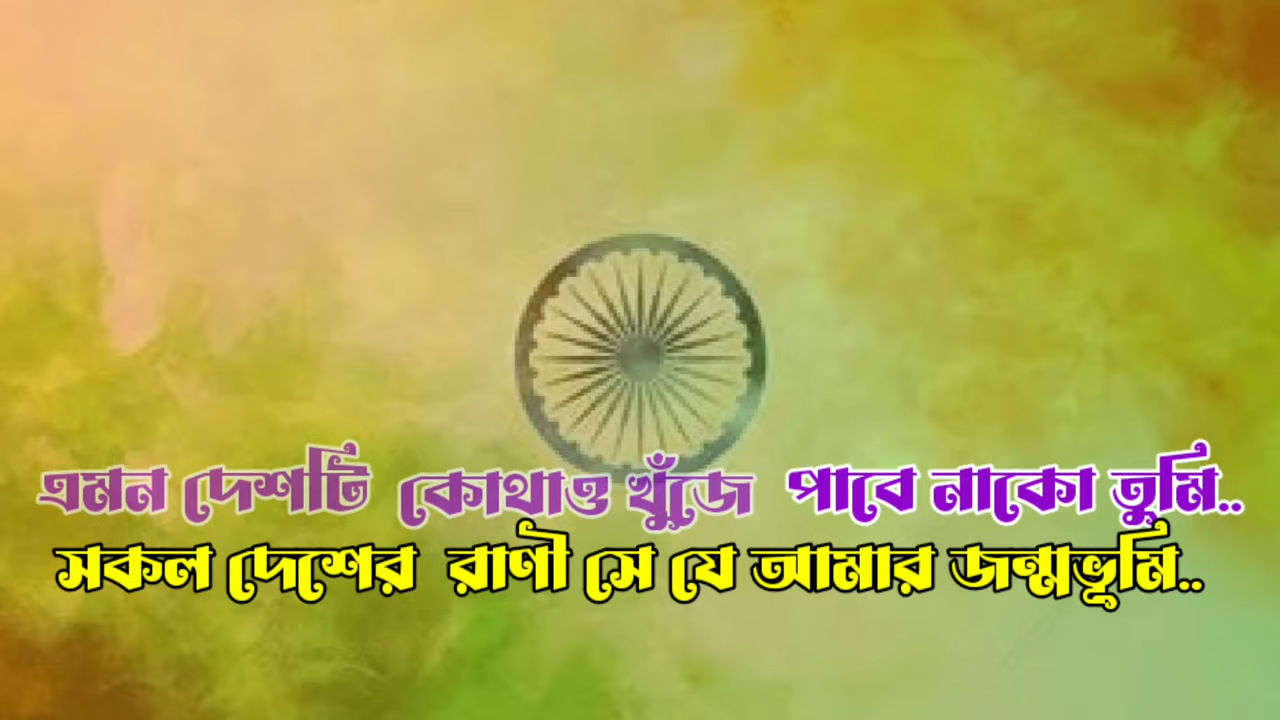 এমন দেশটি কোথাও খুঁজে পাবে নাকো তুমি..
সকল দেশের রাণী সে যে আমার জন্মভূমি..